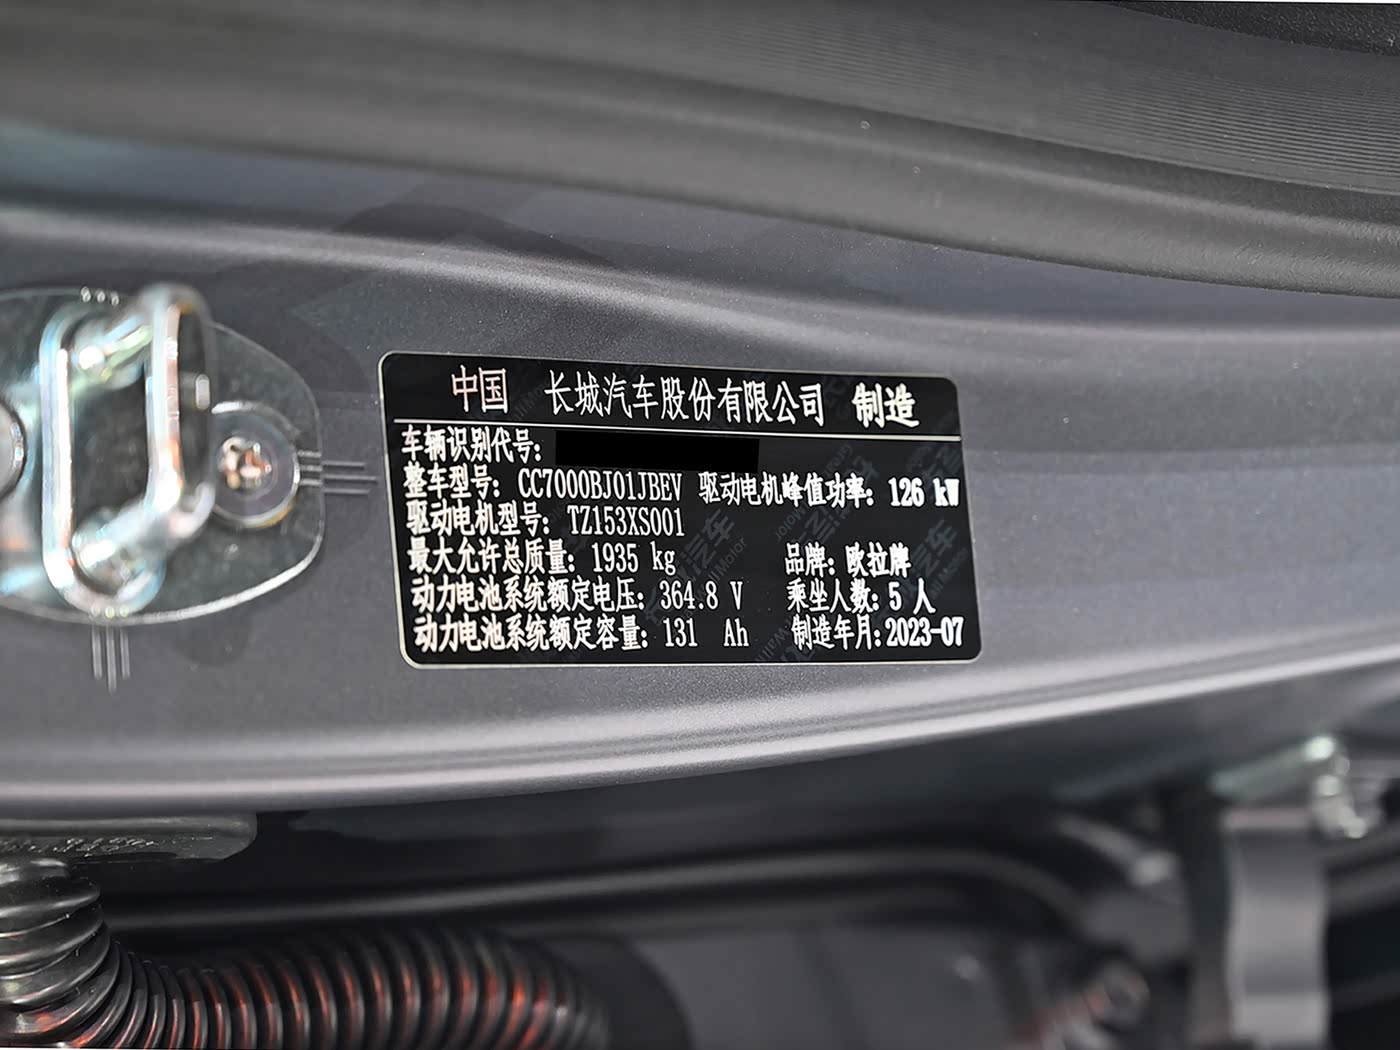 中国 长城汽车股份有限公司 制造
车辆识别代号:
整车型号: CC7000BJ01JBEV 驱动电机峰值功率: 126 kW
驱动电机型号: TZ153XS001
最大允许总质量: 1935 kg 品牌: 欧拉牌
动力电池系统额定电压: 364.8 V 乘坐人数: 5 人
动力电池系统额定容量: 131 Ah 制造年月: 2023-07